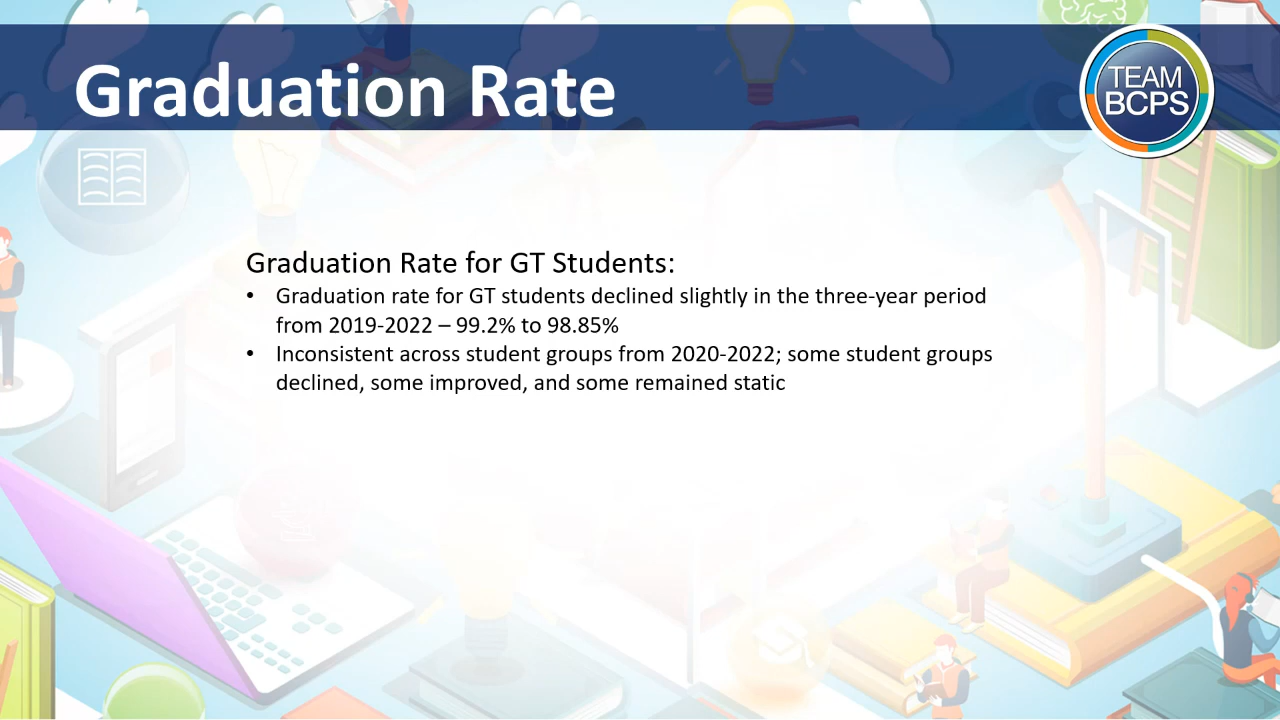 Graduation Rate
TEAM
BCPS
Graduation Rate for GT Students:
• Graduation rate for GT students declined slightly in the three-year period
from 2019-2022 – 99.2% to 98.85%
• Inconsistent across student groups from 2020-2022; some student groups
declined, some improved, and some remained static